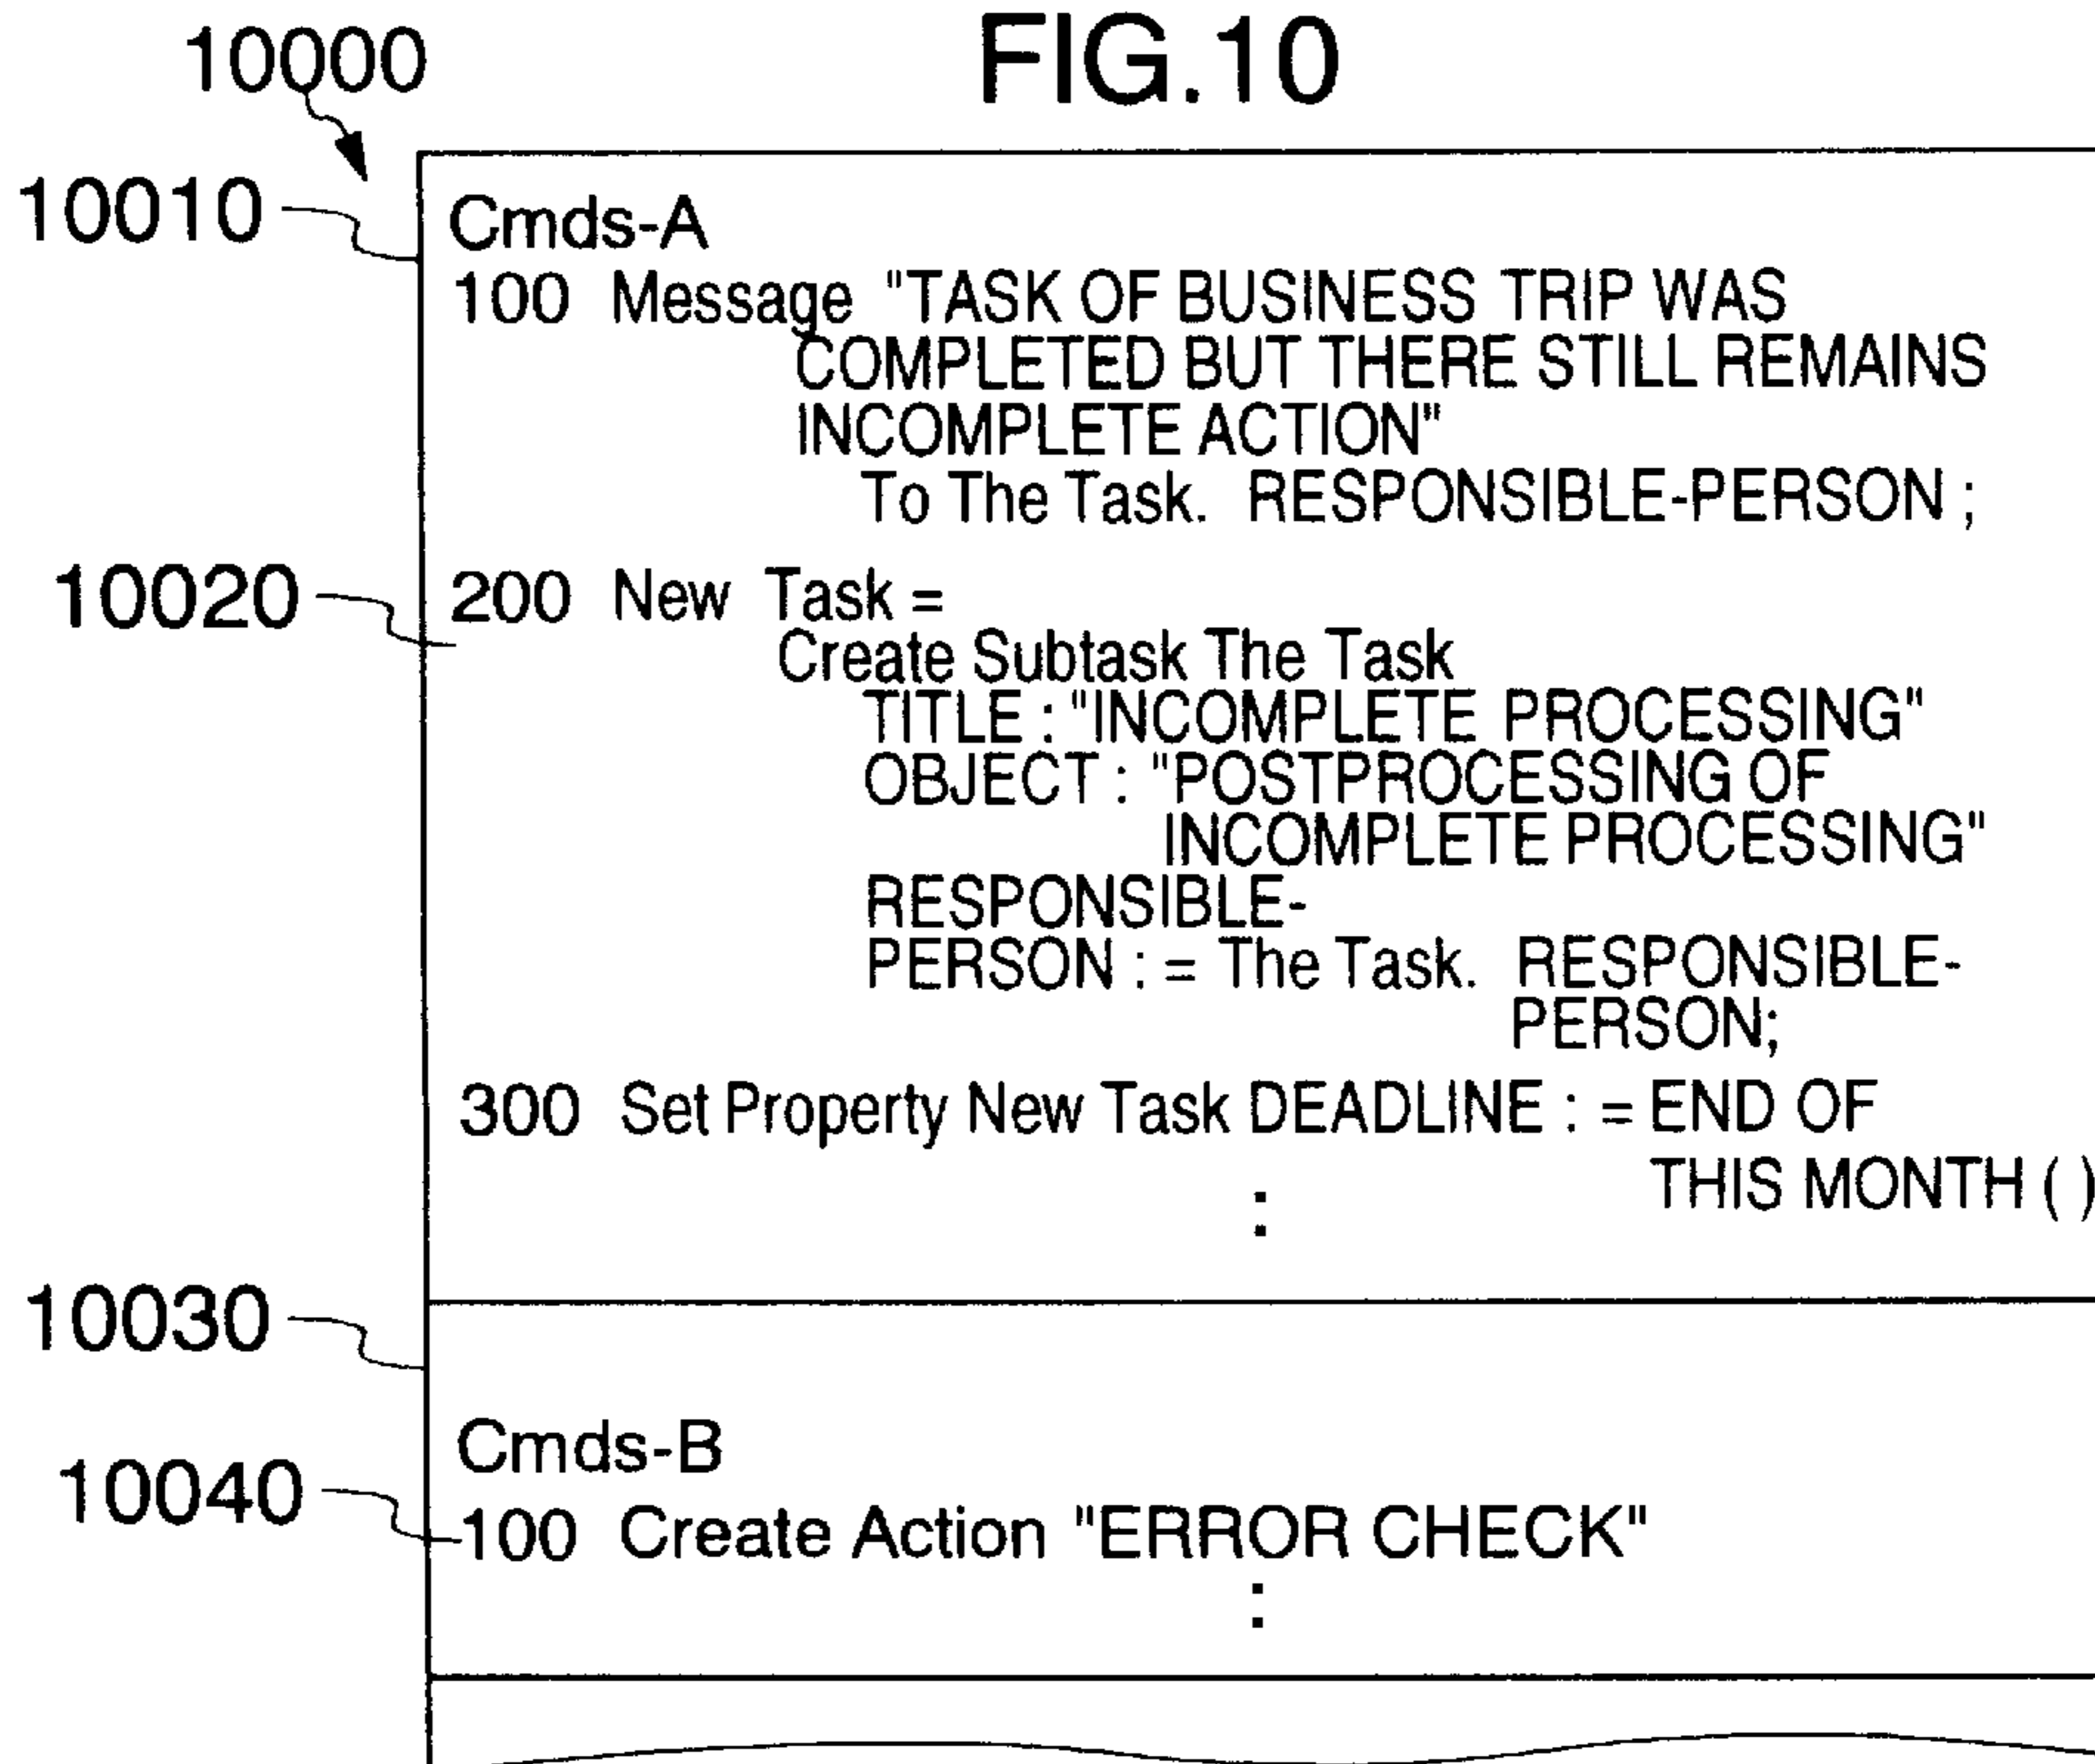 FIG.10
10000
10010
Cmds-A
100 Message "TASK OF BUSINESS TRIP WAS
COMPLETED BUT THERE STILL REMAINS
INCOMPLETE ACTION"
To The Task. RESPONSIBLE-PERSON ;
10020
200 New Task =
Create Subtask The Task
TITLE : "INCOMPLETE PROCESSING"
OBJECT : "POSTPROCESSING OF
INCOMPLETE PROCESSING"
RESPONSIBLE-
PERSON : = The Task. RESPONSIBLE-
PERSON;
300 Set Property New Task DEADLINE : = END OF
THIS MONTH ( )
:
10030
Cmds-B
10040
100 Create Action "ERROR CHECK"
: